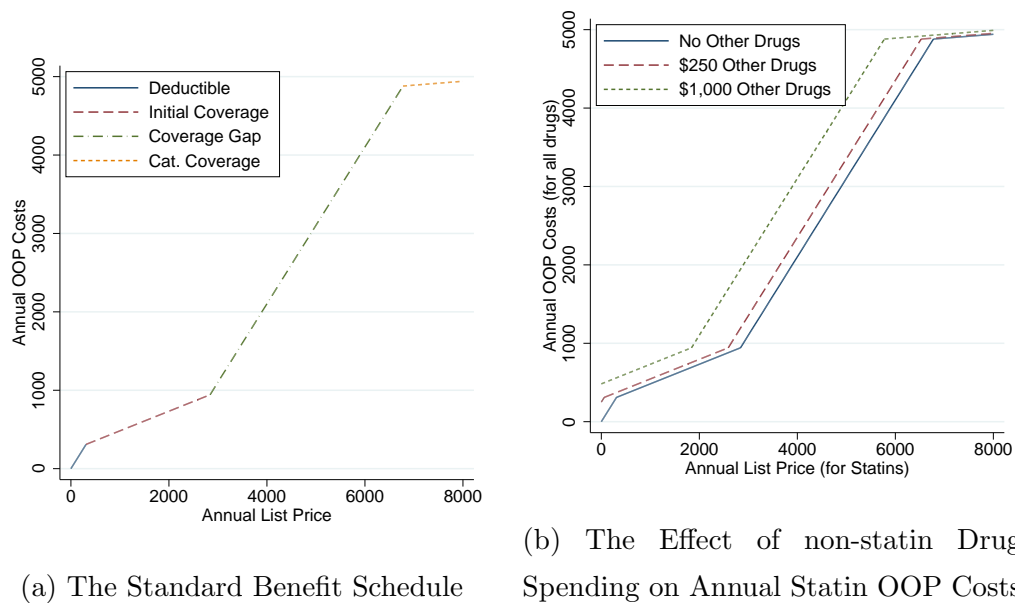 Deductible
Initial Coverage
Coverage Gap
Cat. Coverage
5000
4000
3000
2000
1000
0
Annual OOP Costs
0 2000 4000 6000 8000
Annual List Price
(a) The Standard Benefit Schedule
No Other Drugs
$250 Other Drugs
$1,000 Other Drugs
5000
4000
3000
2000
1000
0
Annual OOP Costs (for all drugs)
0 2000 4000 6000 8000
Annual List Price (for Statins)
(b) The Effect of non-statin Drug
Spending on Annual Statin OOP Costs